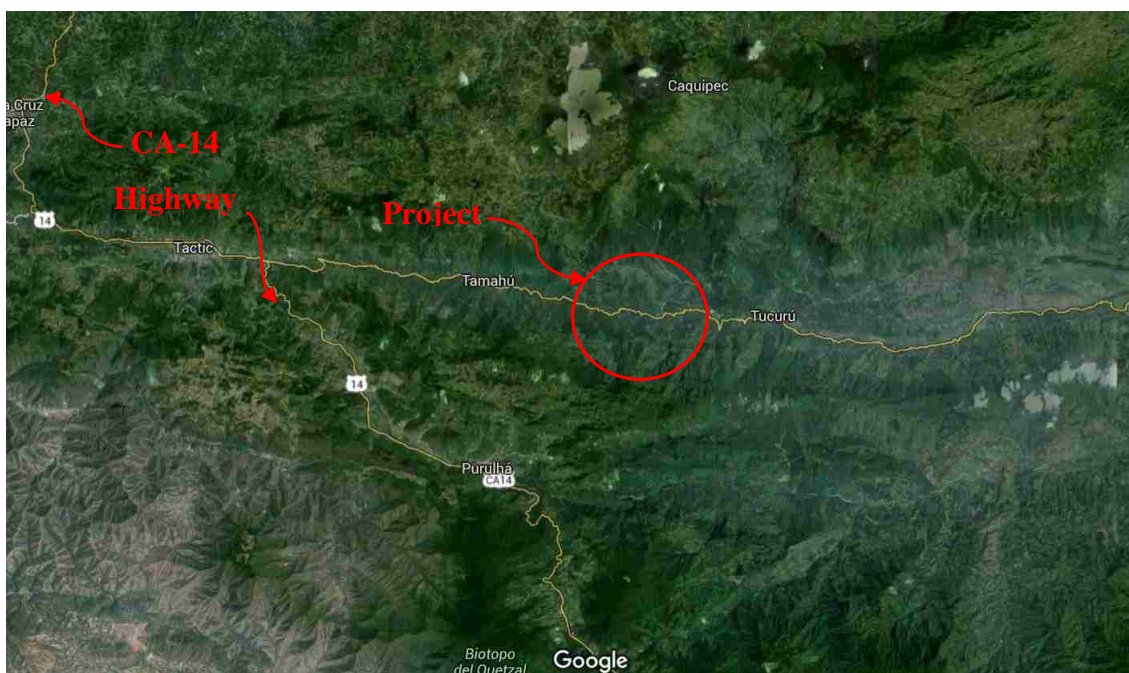 Caquipec
a Cruz
apaz
CA-14
Highway
Project
14
Tactic
Tamahú
Tucurú
14
Purulhá
CA14
Biotopo
del Quetzal
Google